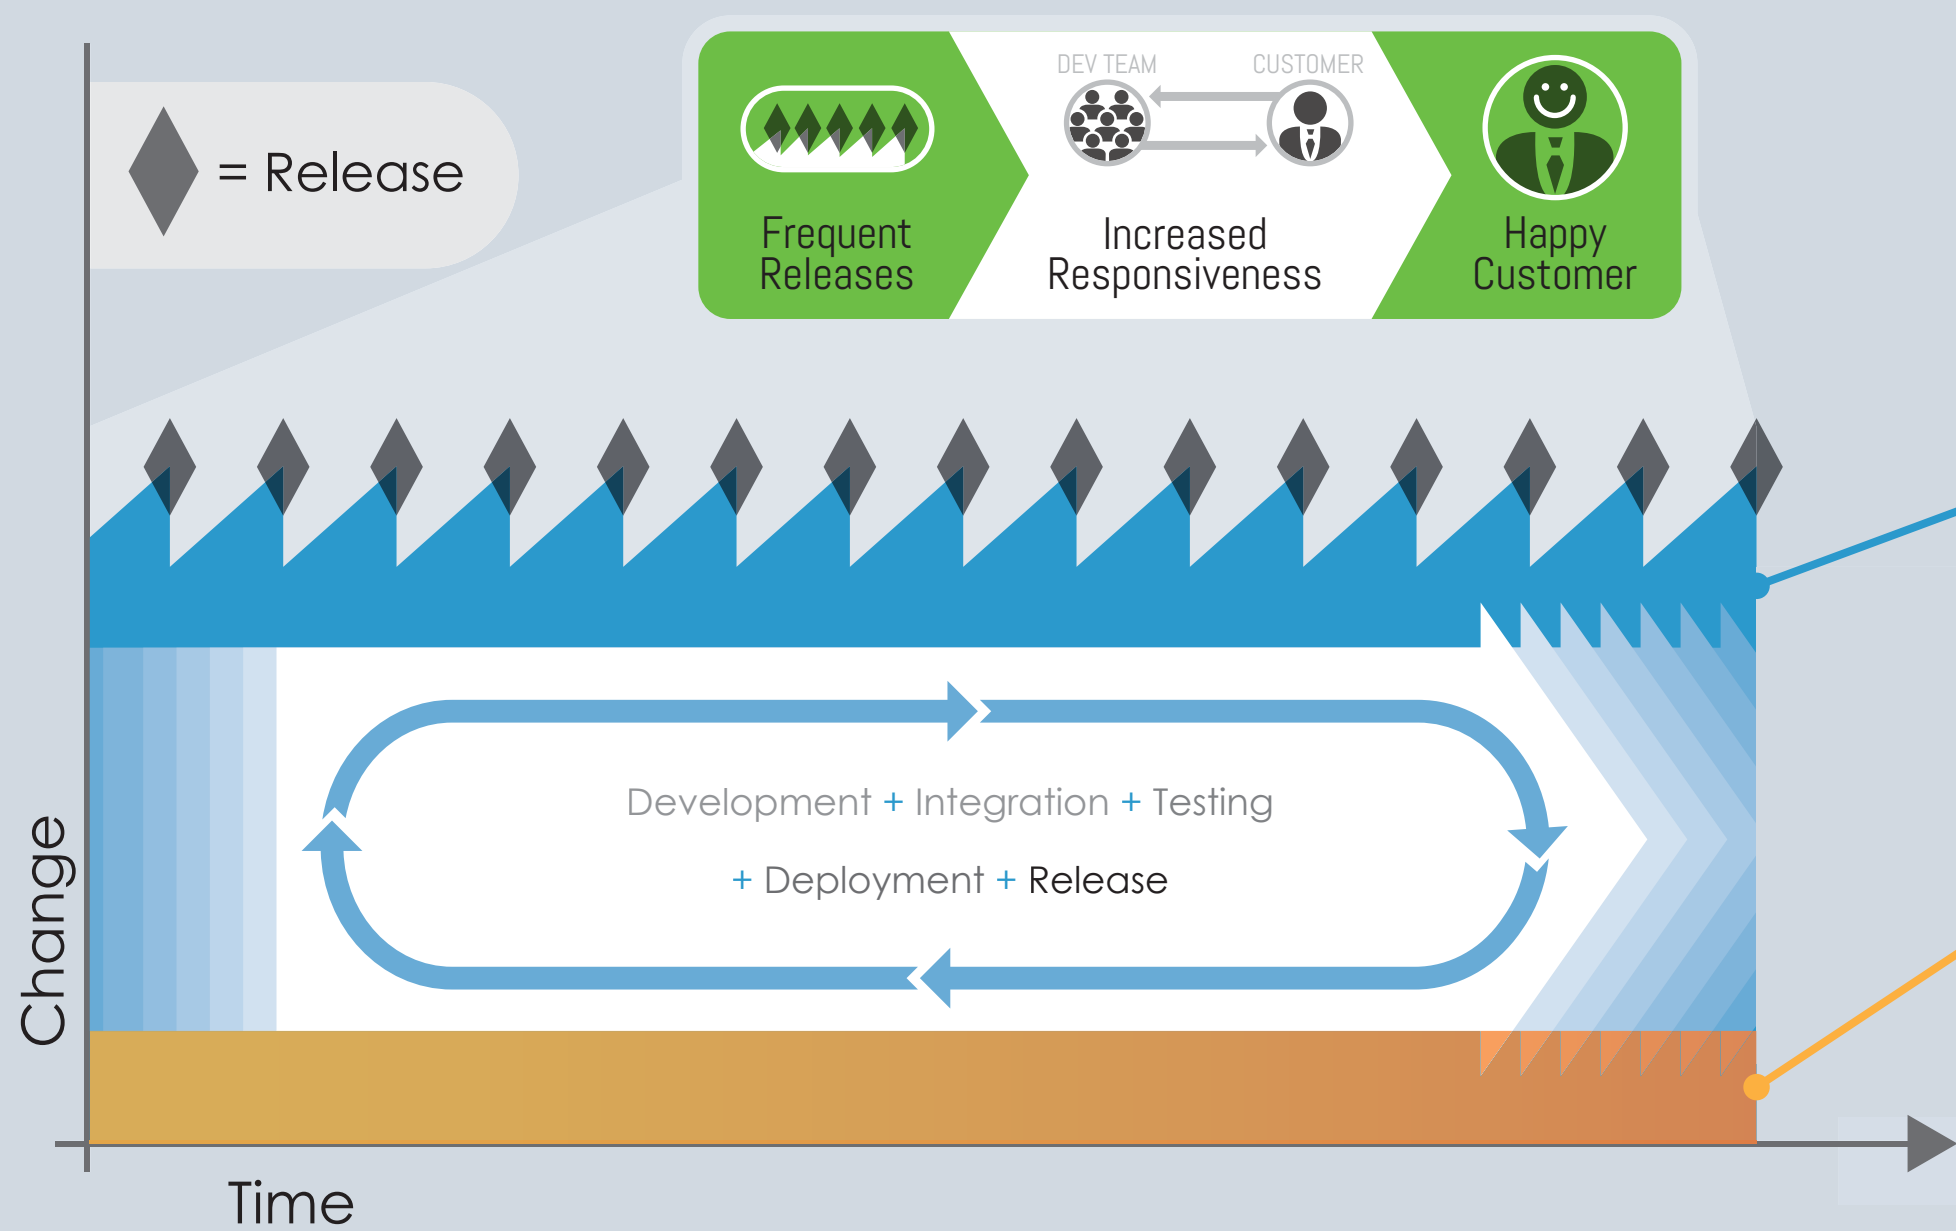 = Release
DEV TEAM
CUSTOMER
Frequent
Releases
Increased
Responsiveness
Happy
Customer
Development + Integration + Testing
+ Deployment + Release
Change
Time